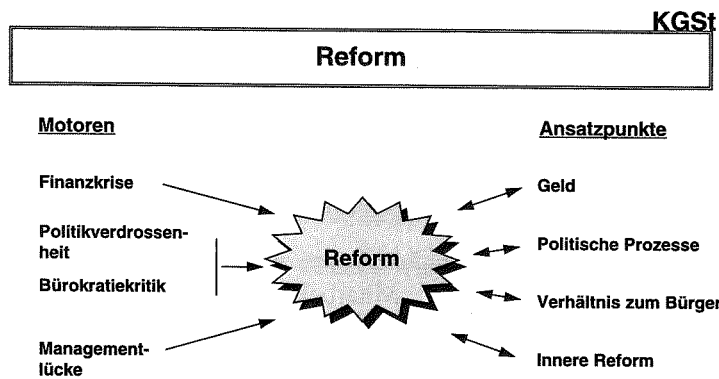 KGSt
Reform
Motoren
Ansatzpunkte
Finanzkrise
Politikverdrossen-
heit
Bürokratiekritik
Management-
lücke
Reform
Geld
Politische Prozesse
Verhältnis zum Bürger
Innere Reform